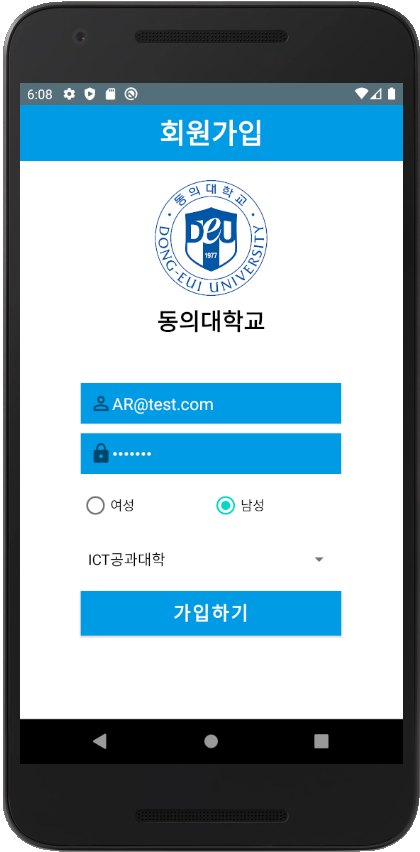 6:08
회원가입
동의대학교
DEU
1977
DONG-EUI UNIVERSITY
동의대학교
AR@test.com
•••••••
여성 남성
ICT공과대학
가입하기